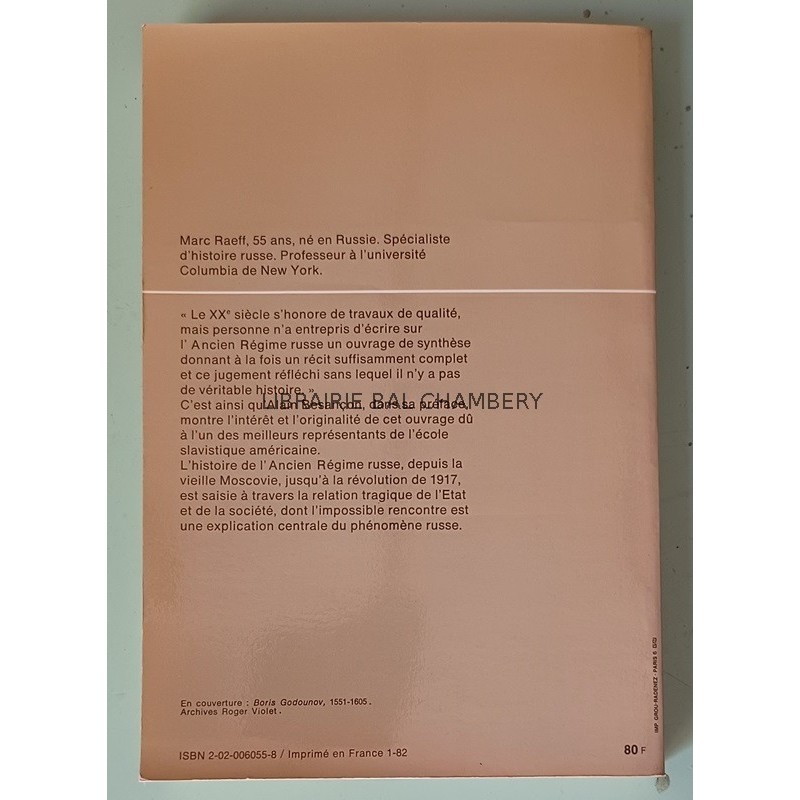 Marc Raeff, 55 ans, né en Russie. Spécialiste
d'histoire russe. Professeur à l'université
Columbia de New York.
« Le XXe siècle s'honore de travaux de qualité,
mais personne n'a entrepris d'écrire sur
l'Ancien Régime russe un ouvrage de synthèse
donnant à la fois un récit suffisamment complet
et ce jugement réfléchi sans lequel il n'y a pas
de véritable histoire. »
LIBRAIRIE BAL CHAMBERY
C'est ainsi qu'Alain Besançon, dans sa préface,
montre l'intérêt et l'originalité de cet ouvrage dû
à l'un des meilleurs représentants de l'école
slavistique américaine.
L'histoire de l'Ancien Régime russe, depuis la
vieille Moscovie, jusqu'à la révolution de 1917,
est saisie à travers la relation tragique de l'Etat
et de la société, dont l'impossible rencontre est
une explication centrale du phénomène russe.
En couverture : Boris Godounov, 1551-1605.
Archives Roger Violet.
ISBN 2-02-006055-8 / Imprimé en France 1-82
80 F
IMP. GROU-RADENEZ - PARIS 6